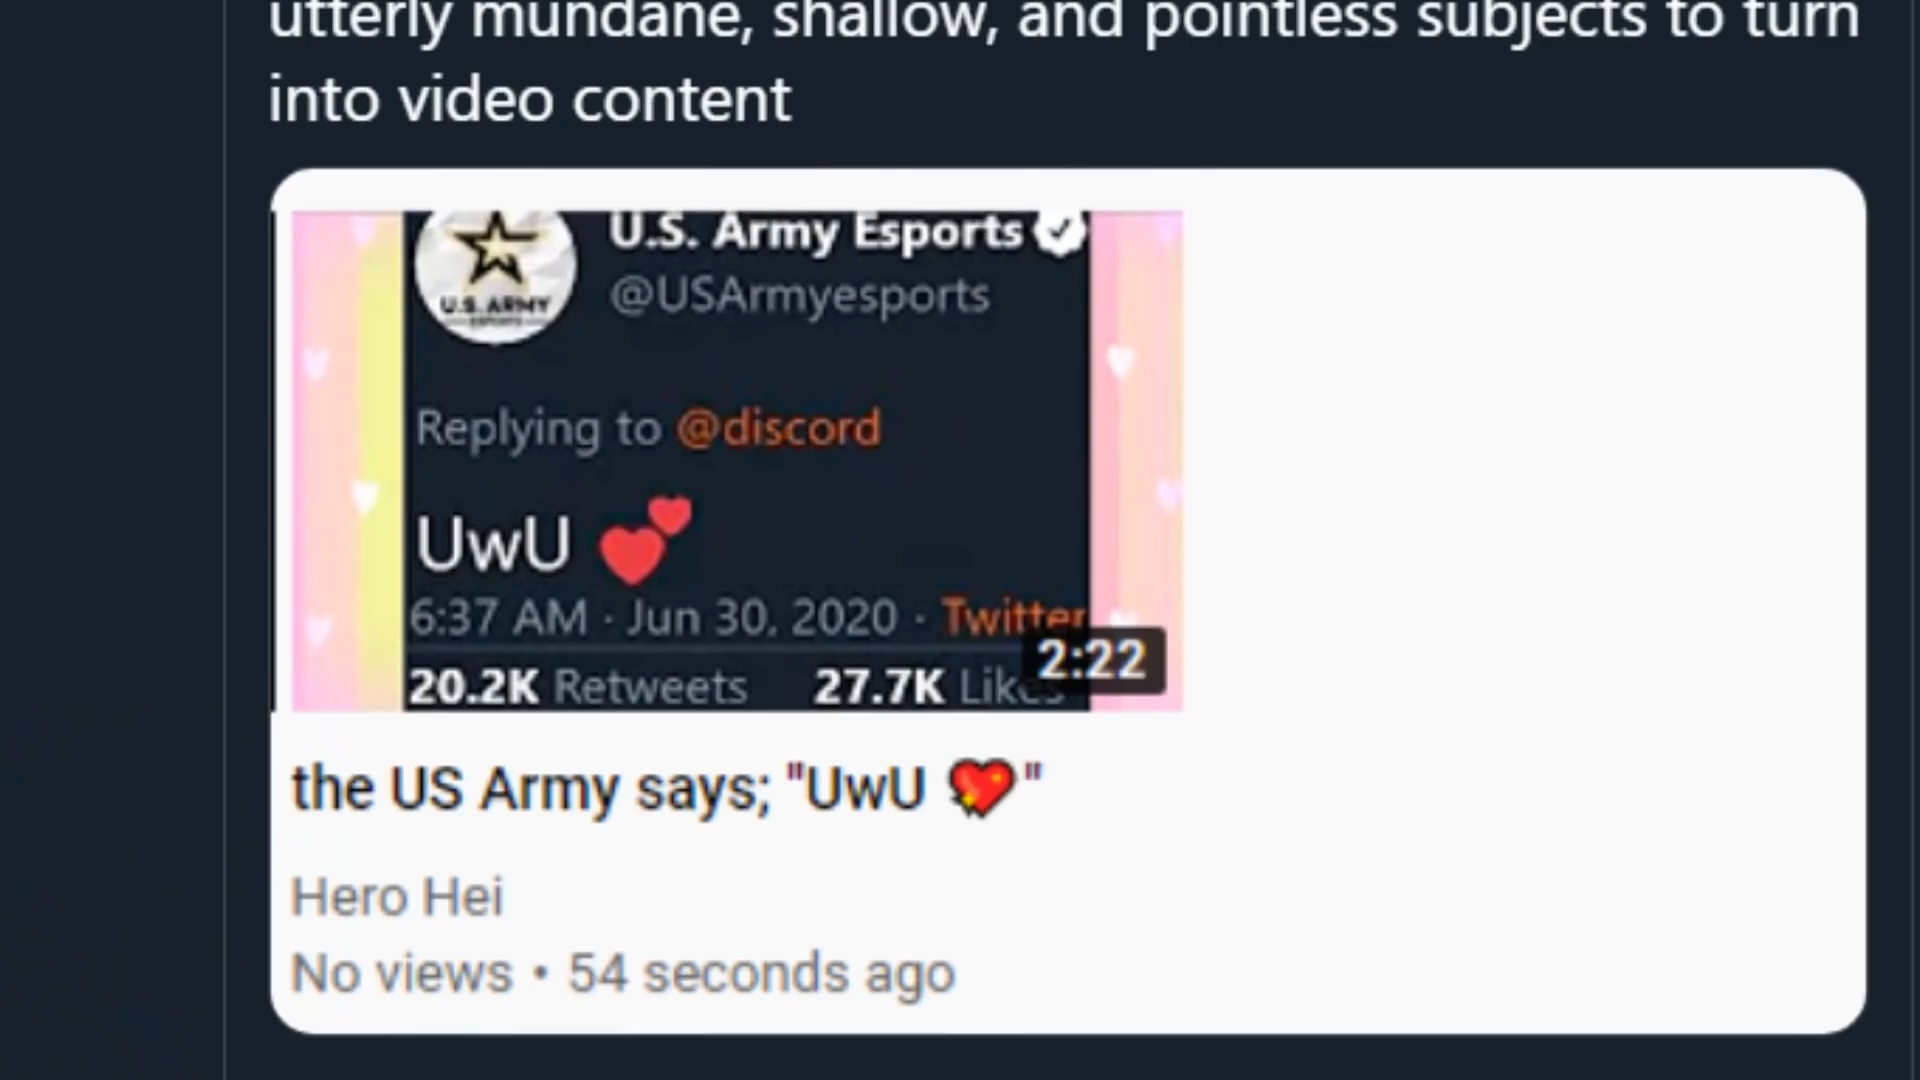 utterly mundane, shallow, and pointless subjects to turn
into video content
U.S. Army Esports
@USArmyesports
U.S. ARMY
ESPORTS
Replying to @discord
UwU 💕
6:37 AM · Jun 30, 2020 · Twitter
2:22
20.2K Retweets 27.7K Likes
the US Army says; "UwU 💖"
Hero Hei
No views • 54 seconds ago